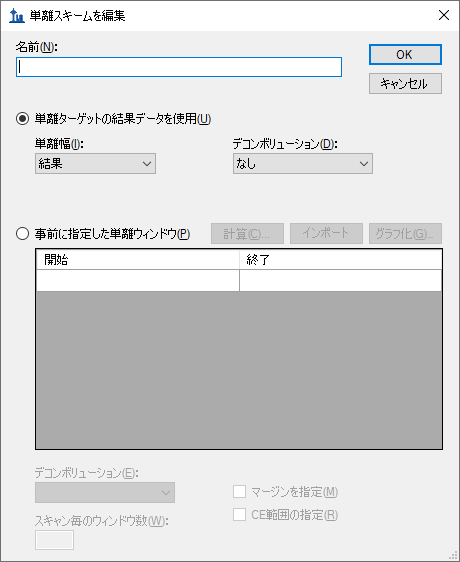 単離スキームを編集
名前(N):
OK
キャンセル
単離ターゲットの結果データを使用(U)
単離幅(I):
デコンボリューション(D):
結果
なし
事前に指定した単離ウィンドウ(P)
計算(C)...
インポート
グラフ化(G)...
開始
終了
デコンボリューション(E):
マージンを指定(M)
スキャン毎のウィンドウ数(W):
CE範囲の指定(R)